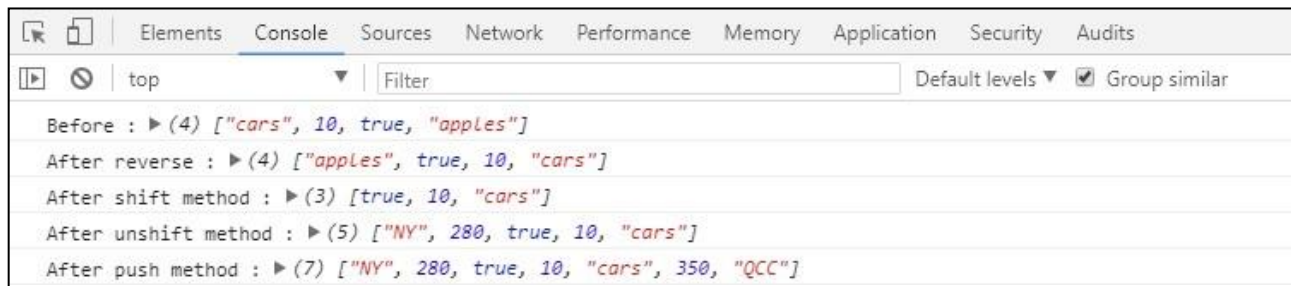 Elements Console Sources Network Performance Memory Application Security Audits
top ▼ Filter Default levels ▼ Group similar
Before : ▶ (4) ["cars", 10, true, "apples"]
After reverse : ▶ (4) ["apples", true, 10, "cars"]
After shift method : ▶ (3) [true, 10, "cars"]
After unshift method : ▶ (5) ["NY", 280, true, 10, "cars"]
After push method : ▶ (7) ["NY", 280, true, 10, "cars", 350, "QCC"]